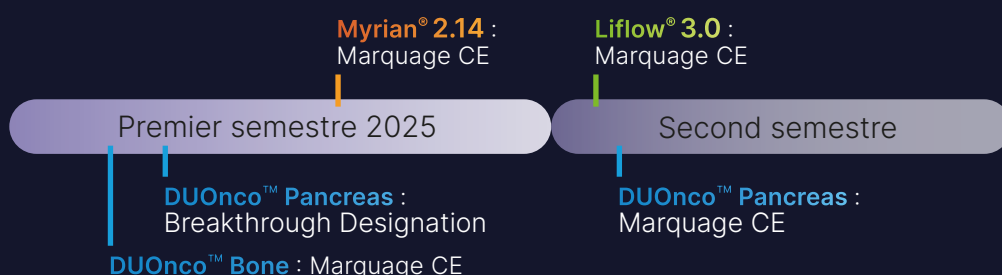 Myrian® 2.14 :
Marquage CE
Liflow® 3.0 :
Marquage CE
Premier semestre 2025
Second semestre
DUOnco™ Pancreas :
Breakthrough Designation
DUOnco™ Pancreas :
Marquage CE
DUOnco™ Bone : Marquage CE